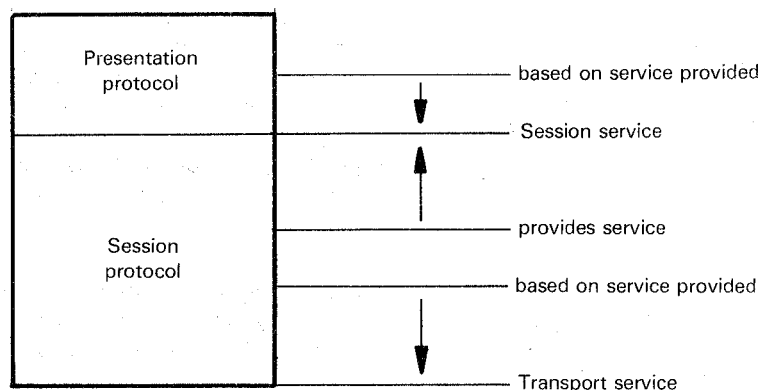 Presentation
protocol
based on service provided
Session service
provides service
Session
protocol
based on service provided
Transport service